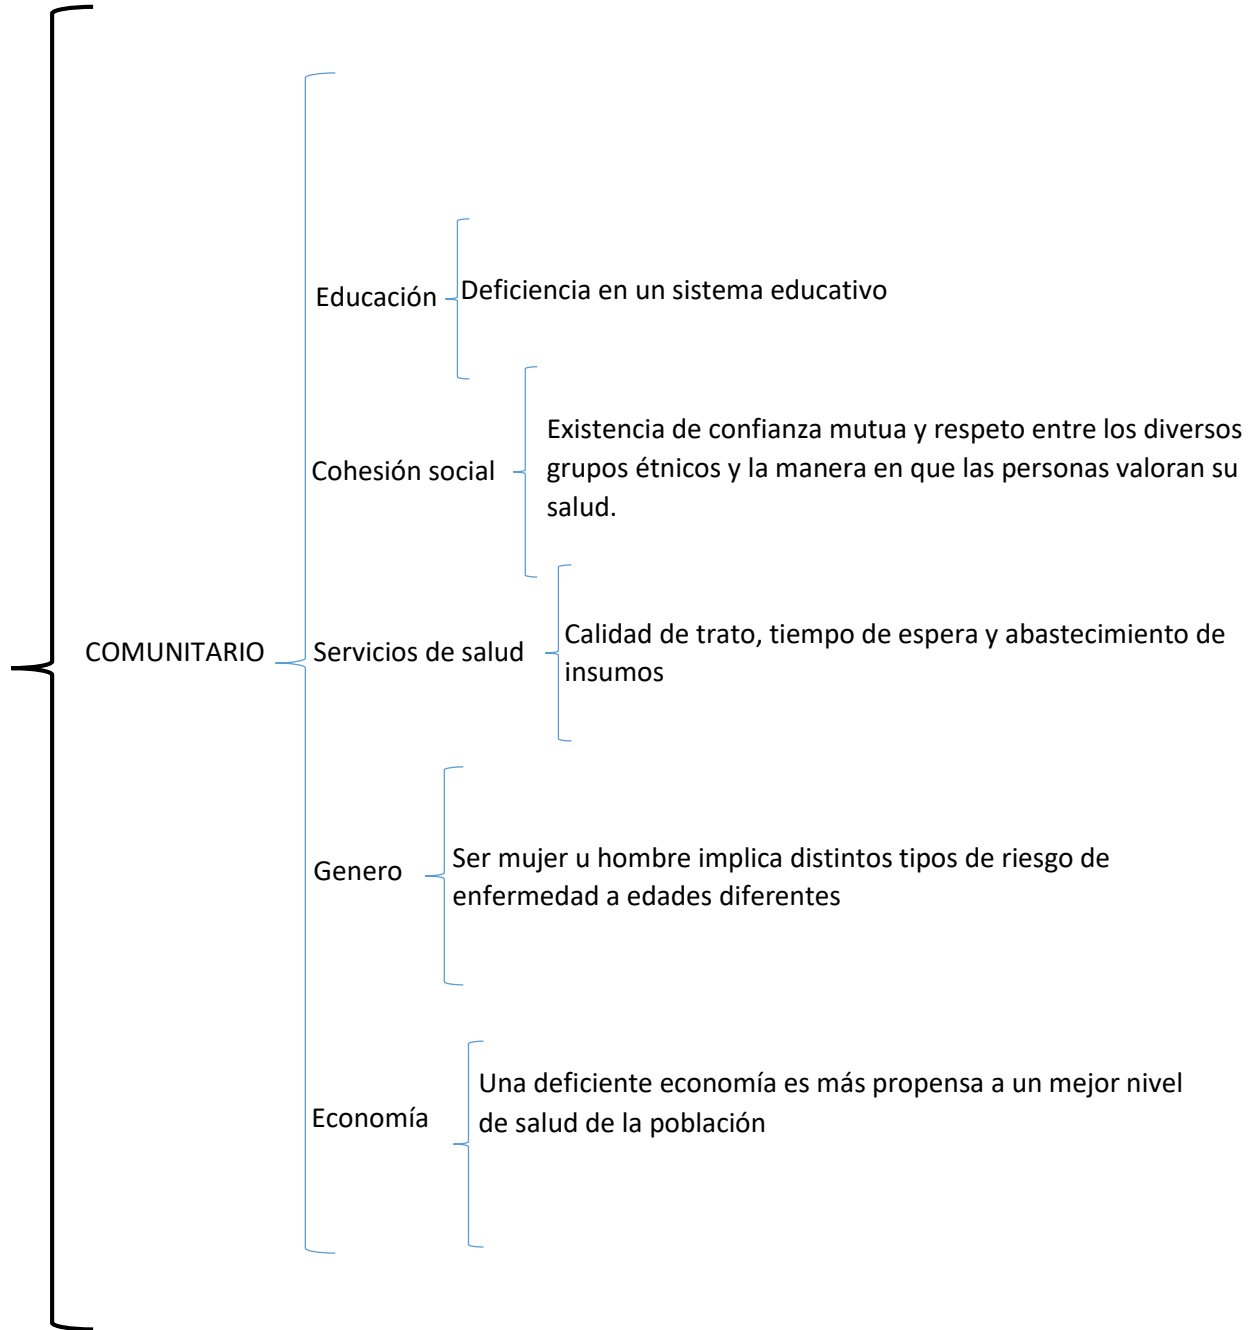 Educación
Deficiencia en un sistema educativo
Cohesión social
Existencia de confianza mutua y respeto entre los diversos
grupos étnicos y la manera en que las personas valoran su
salud.
COMUNITARIO
Servicios de salud
Calidad de trato, tiempo de espera y abastecimiento de
insumos
Genero
Ser mujer u hombre implica distintos tipos de riesgo de
enfermedad a edades diferentes
Economía
Una deficiente economía es más propensa a un mejor nivel
de salud de la población